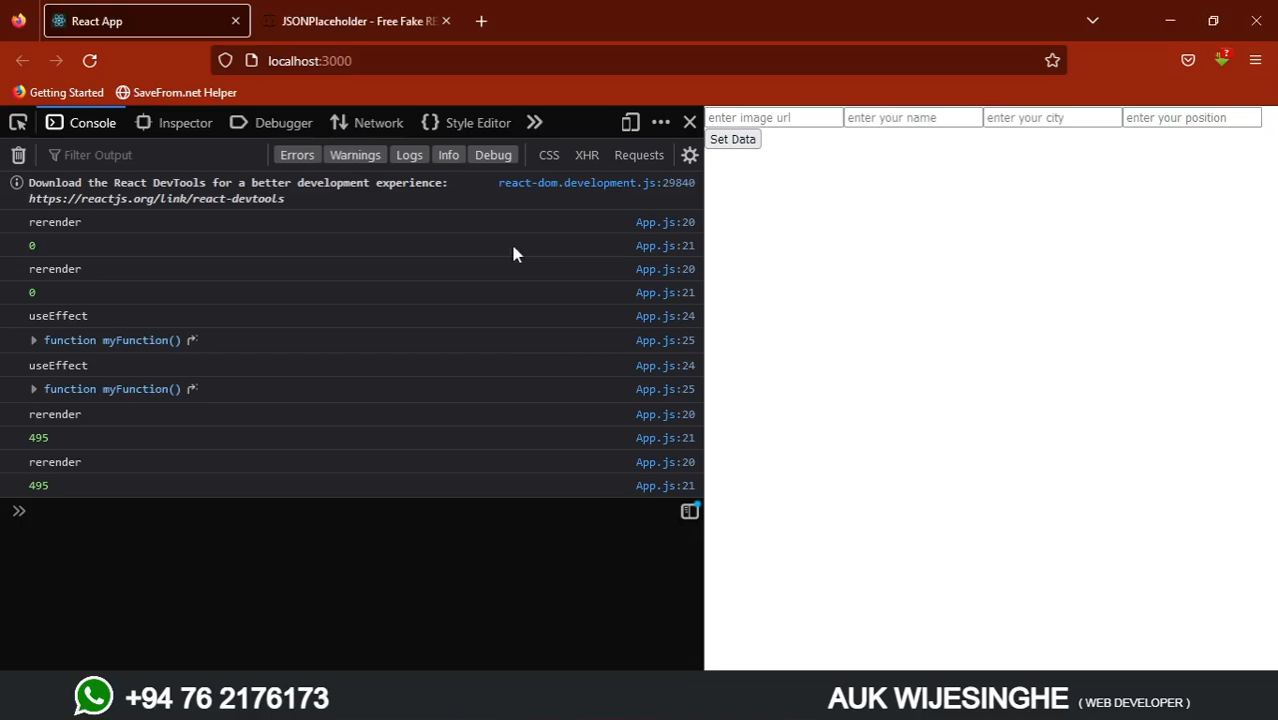 React App
JSONPlaceholder - Free Fake RE
localhost:3000
Getting Started
SaveFrom.net Helper
Console
Inspector
Debugger
Network
{} Style Editor
Filter Output
Errors
Warnings
Logs
Info
Debug
CSS
XHR
Requests
Download the React DevTools for a better development experience: react-dom.development.js:29840
https://reactjs.org/link/react-devtools
rerender App.js:20
0 App.js:21
rerender App.js:20
0 App.js:21
useEffect App.js:24
function myFunction() App.js:25
useEffect App.js:24
function myFunction() App.js:25
rerender App.js:20
495 App.js:21
rerender App.js:20
495 App.js:21
enter image url
enter your name
enter your city
enter your position
Set Data
+94 76 2176173
AUK WIJESINGHE ( WEB DEVELOPER )